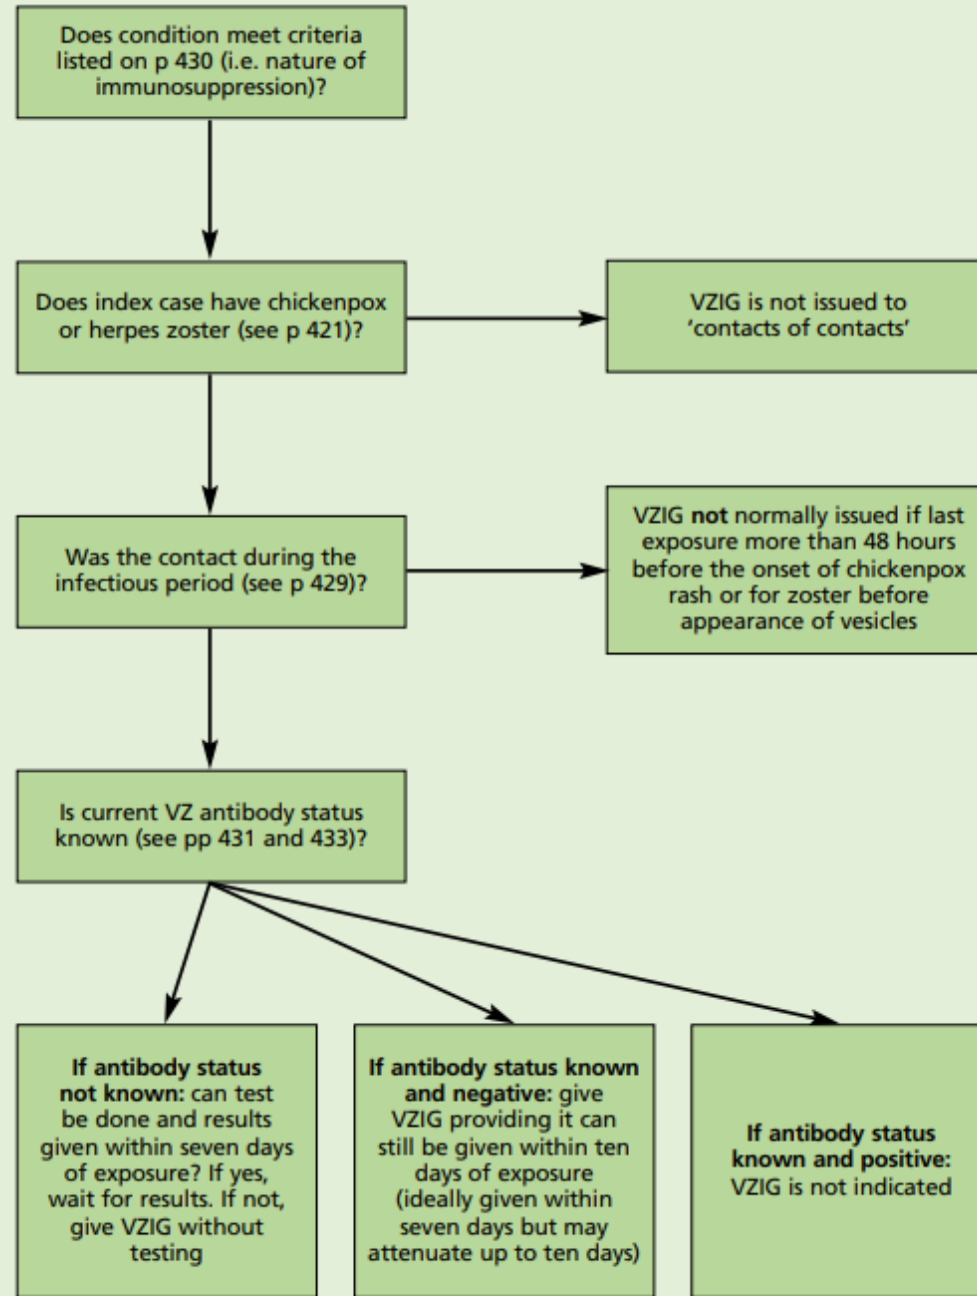 Does condition meet criteria
listed on p 430 (i.e. nature of
immunosuppression)?
Does index case have chickenpox
or herpes zoster (see p 421)?
VZIG is not issued to
‘contacts of contacts’
Was the contact during the
infectious period (see p 429)?
VZIG not normally issued if last
exposure more than 48 hours
before the onset of chickenpox
rash or for zoster before
appearance of vesicles
Is current VZ antibody status
known (see pp 431 and 433)?
If antibody status
not known: can test
be done and results
given within seven days
of exposure? If yes,
wait for results. If not,
give VZIG without
testing
If antibody status known
and negative: give
VZIG providing it can
still be given within ten
days of exposure
(ideally given within
seven days but may
attenuate up to ten days)
If antibody status
known and positive:
VZIG is not indicated